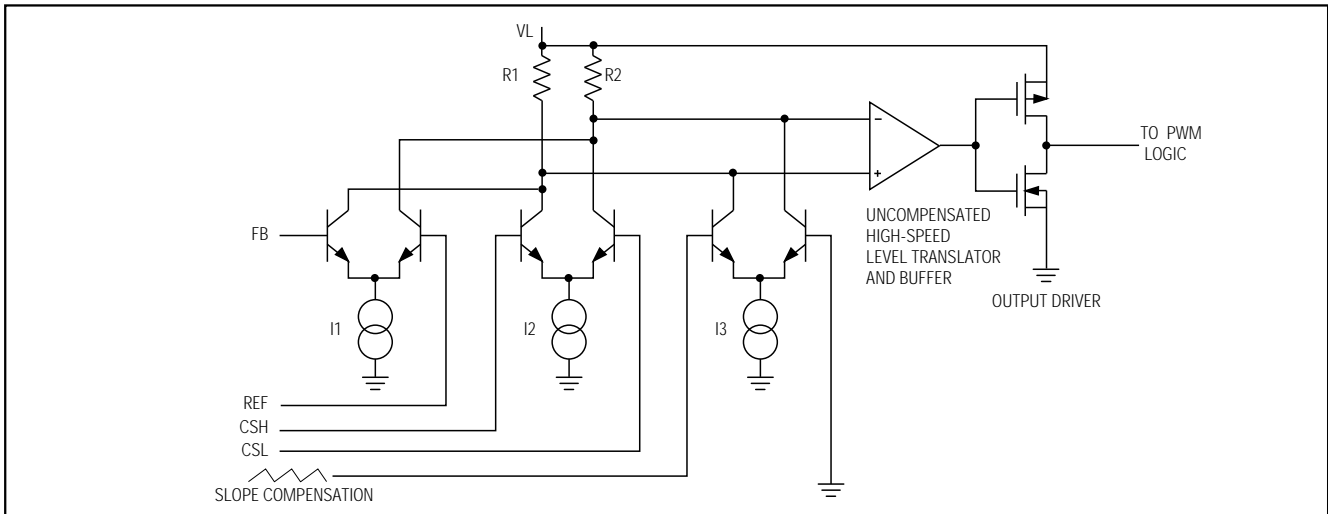 VL
R1
R2
−
+
TO PWM
LOGIC
FB
UNCOMPENSATED
HIGH-SPEED
LEVEL TRANSLATOR
AND BUFFER
OUTPUT DRIVER
I1
I2
I3
REF
CSH
CSL
SLOPE COMPENSATION